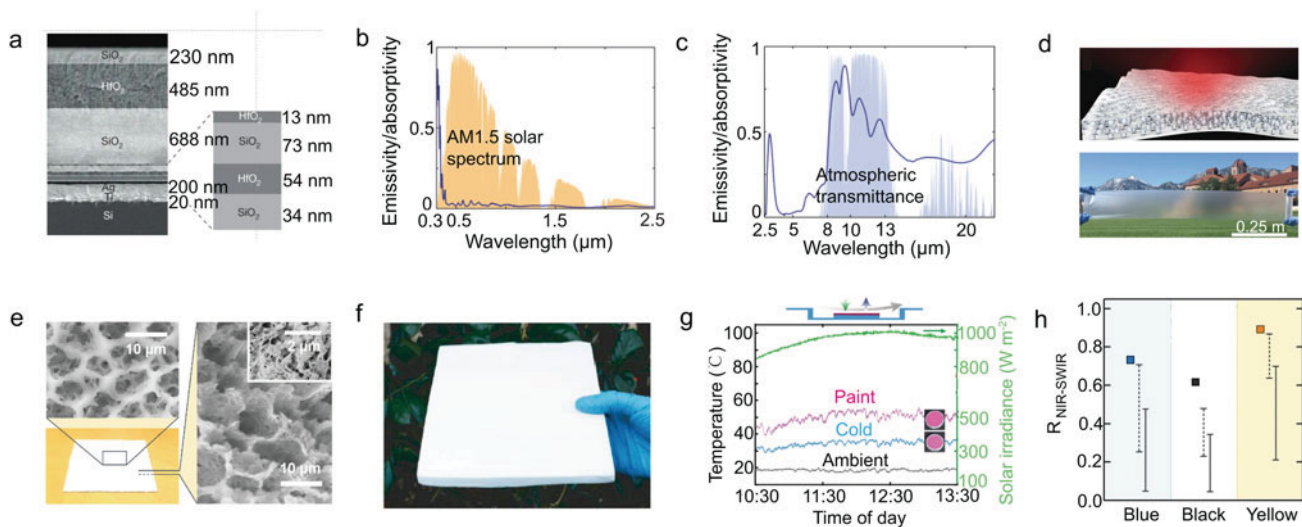 a
SiO₂
230 nm
HfO₂
485 nm
SiO₂
688 nm
Ag
200 nm
Ti
20 nm
Si
HfO₂
13 nm
SiO₂
73 nm
HfO₂
54 nm
SiO₂
34 nm
b
Emissivity/absorptivity
1
0.5
0
AM1.5 solar
spectrum
0.3 0.5
1.5
2.5
Wavelength (μm)
c
Emissivity/absorptivity
1
0.5
0
Atmospheric
transmittance
2.5
5
8
10
13
20
Wavelength (μm)
d
0.25 m
e
10 μm
2 μm
10 μm
f
g
Temperature (℃)
100
80
60
40
20
Paint
Cold
Ambient
1000
500
300
100
Solar irradiance (W m⁻²)
10:30
11:30
12:30
13:30
Time of day
h
R NIR-SWIR
1.0
0.8
0.6
0.4
0.2
0.0
Blue
Black
Yellow